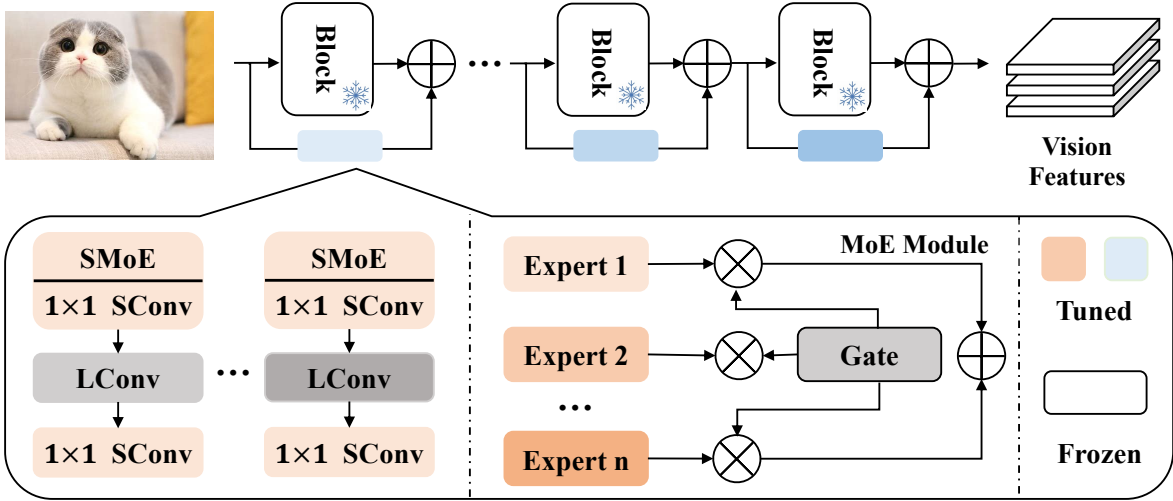 Block
...
Block
Block
Vision
Features
SMoE
1×1 SConv
LConv
1×1 SConv
...
SMoE
1×1 SConv
LConv
1×1 SConv
MoE Module
Expert 1
Expert 2
...
Expert n
Gate
Tuned
Frozen